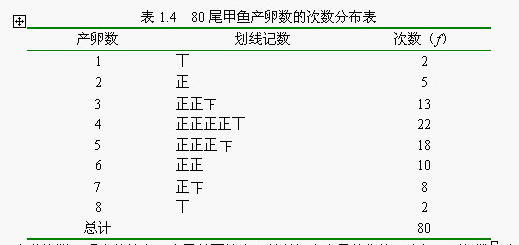 表 1.4 80 尾甲鱼产卵数的次数分布表
产卵数 划线记数 次数（f）
1 丅 2
2 正 5
3 正正下 13
4 正正正正丅 22
5 正正正下 18
6 正正 10
7 正下 8
8 丅 2
总计 80